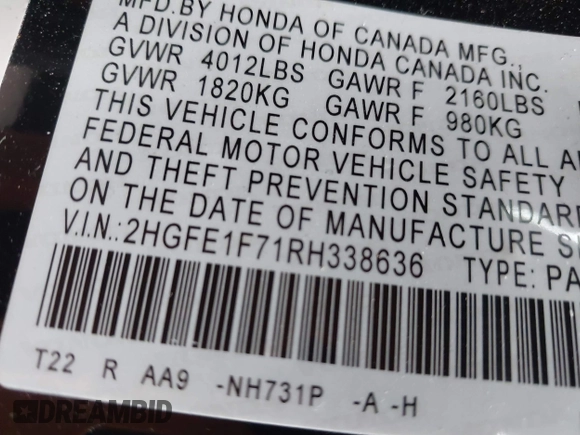 MFD.BY HONDA OF CANADA MFG.,
A DIVISION OF HONDA CANADA INC.
GVWR 4012LBS GAWR F 2160LBS
GVWR 1820KG GAWR F 980KG
THIS VEHICLE CONFORMS TO ALL
FEDERAL MOTOR VEHICLE SAFETY
AND THEFT PREVENTION STANDAR
ON THE DATE OF MANUFACTURE S
V.I.N.: 2HGFE1F71RH338636 TYPE: PA
T22 R AA9 -NH731P -A -H
DREAMBID